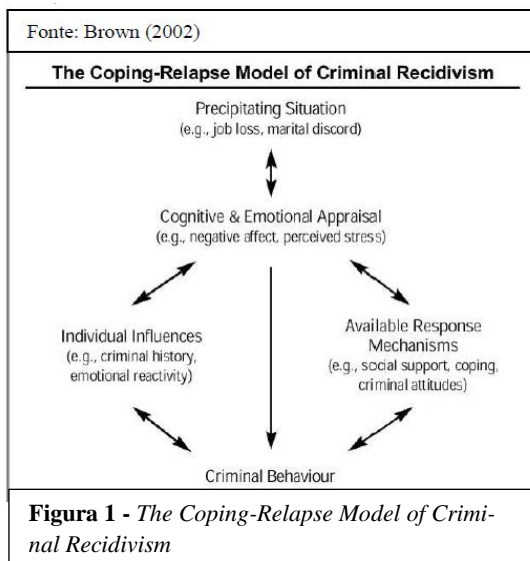 Fonte: Brown (2002)
The Coping-Relapse Model of Criminal Recidivism
Precipitating Situation
(e.g., job loss, marital discord)
Cognitive & Emotional Appraisal
(e.g., negative affect, perceived stress)
Individual Influences
(e.g., criminal history,
emotional reactivity)
Available Response
Mechanisms
(e.g., social support, coping,
criminal attitudes)
Criminal Behaviour
Figura 1 - The Coping-Relapse Model of Crimi-
nal Recidivism